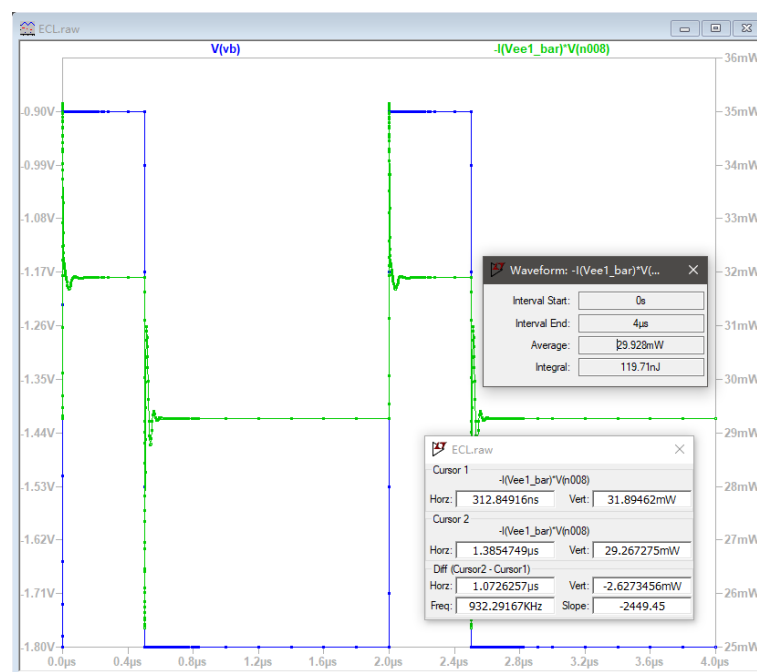 ECL.raw
V(vb) -I(Vee1_bar)*V(n008)
36mW
-0.90V 35mW
-0.99V 34mW
-1.08V 33mW
-1.17V 32mW
-1.26V 31mW
-1.35V 30mW
-1.44V 29mW
-1.53V 28mW
-1.62V 27mW
-1.71V 26mW
-1.80V 25mW
0.0µs 0.4µs 0.8µs 1.2µs 1.6µs 2.0µs 2.4µs 2.8µs 3.2µs 3.6µs 4.0µs
Waveform: -I(Vee1_bar)*V(...
Interval Start: 0s
Interval End: 4µs
Average: 29.928mW
Integral: 119.71nJ
ECL.raw
Cursor 1
-I(Vee1_bar)*V(n008)
Horz: 312.84916ns Vert: 31.89462mW
Cursor 2
-I(Vee1_bar)*V(n008)
Horz: 1.3854749µs Vert: 29.267275mW
Diff (Cursor2 - Cursor1)
Horz: 1.0726257µs Vert: -2.6273456mW
Freq: 932.29167KHz Slope: -2449.45